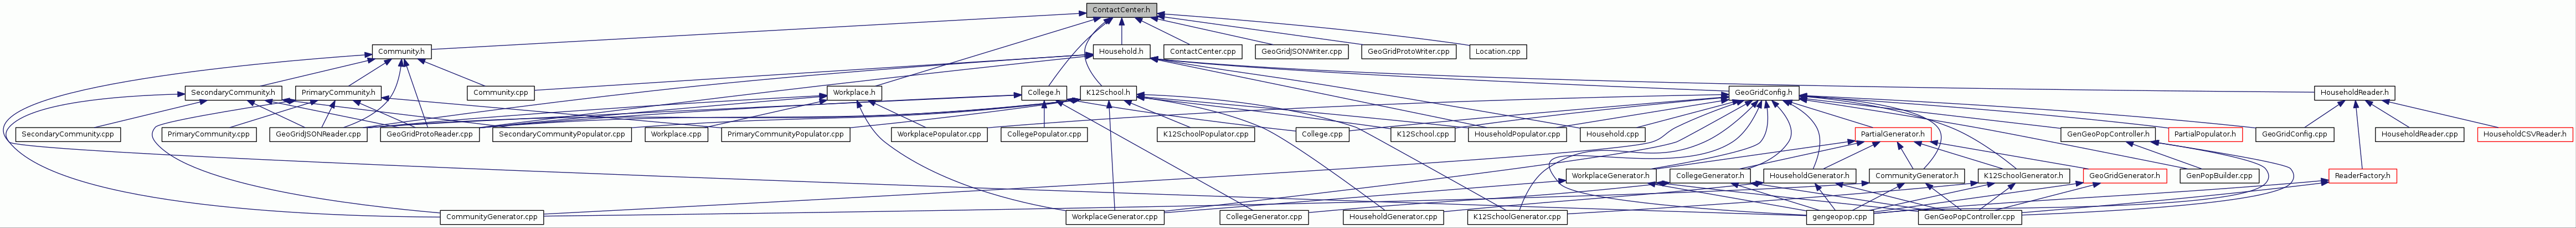 ContactCenter.h
Community.h
Household.h
ContactCenter.cpp
GeoGridJSONWriter.cpp
GeoGridProtoWriter.cpp
Location.cpp
SecondaryCommunity.h
PrimaryCommunity.h
Community.cpp
Workplace.h
College.h
K12School.h
GeoGridConfig.h
HouseholdReader.h
SecondaryCommunity.cpp
PrimaryCommunity.cpp
GeoGridJSONReader.cpp
GeoGridProtoReader.cpp
SecondaryCommunityPopulator.cpp
Workplace.cpp
PrimaryCommunityPopulator.cpp
WorkplacePopulator.cpp
CollegePopulator.cpp
K12SchoolPopulator.cpp
College.cpp
K12School.cpp
HouseholdPopulator.cpp
Household.cpp
PartialGenerator.h
GenGeoPopController.h
PartialPopulator.h
GeoGridConfig.cpp
HouseholdReader.cpp
HouseholdCSVReader.h
WorkplaceGenerator.h
CollegeGenerator.h
HouseholdGenerator.h
CommunityGenerator.h
K12SchoolGenerator.h
GeoGridGenerator.h
GenPopBuilder.cpp
ReaderFactory.h
CommunityGenerator.cpp
WorkplaceGenerator.cpp
CollegeGenerator.cpp
HouseholdGenerator.cpp
K12SchoolGenerator.cpp
gengeopop.cpp
GenGeoPopController.cpp